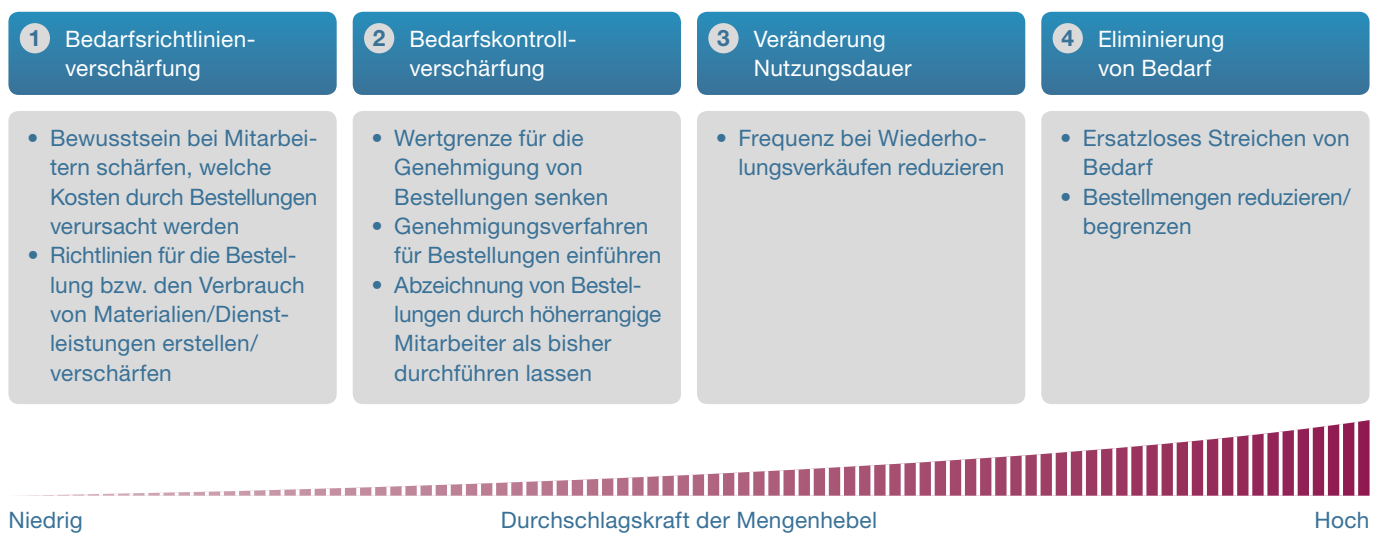 1 Bedarfsrichtlinien-
verschärfung
2 Bedarfskontroll-
verschärfung
3 Veränderung
Nutzungsdauer
4 Eliminierung
von Bedarf
• Bewusstsein bei Mitarbei-
tern schärfen, welche
Kosten durch Bestellungen
verursacht werden
• Richtlinien für die Bestel-
lung bzw. den Verbrauch
von Materialien/Dienst-
leistungen erstellen/
verschärfen
• Wertgrenze für die
Genehmigung von
Bestellungen senken
• Genehmigungsverfahren
für Bestellungen einführen
• Abzeichnung von Bestel-
lungen durch höherrangige
Mitarbeiter als bisher
durchführen lassen
• Frequenz bei Wiederho-
lungsverkäufen reduzieren
• Ersatzloses Streichen von
Bedarf
• Bestellmengen reduzieren/
begrenzen
Niedrig
Durchschlagskraft der Mengenhebel
Hoch